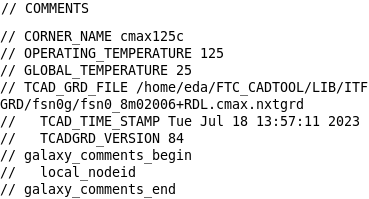 // COMMENTS
// CORNER_NAME cmax125c
// OPERATING_TEMPERATURE 125
// GLOBAL_TEMPERATURE 25
// TCAD_GRD_FILE /home/eda/FTC_CADTOOL/LIB/ITF
GRD/fsn0g/fsn0_8m02006+RDL.cmax.nxtgrd
//   TCAD_TIME_STAMP Tue Jul 18 13:57:11 2023
//   TCADGRD_VERSION 84
// galaxy_comments_begin
//   local_nodeid
// galaxy_comments_end